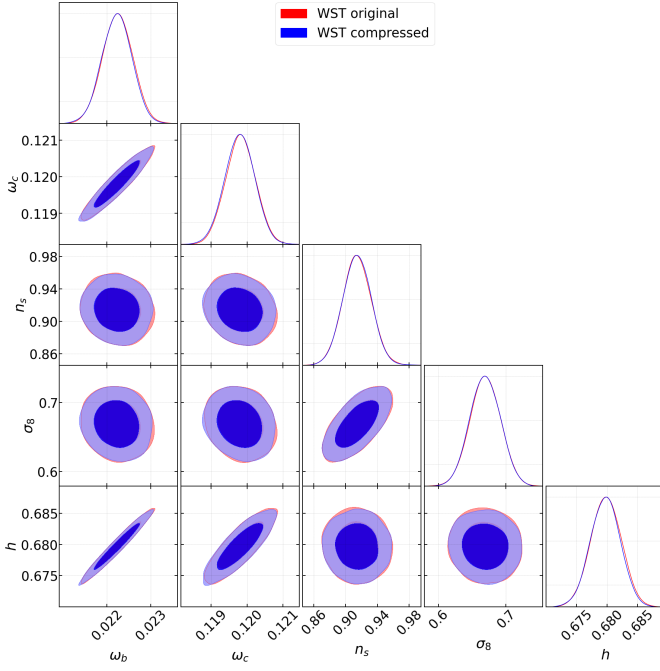 WST original
WST compressed
0.121
0.120
0.119
ω_c
0.98
0.94
0.90
0.86
n_s
0.7
0.6
σ_8
0.685
0.680
0.675
h
0.022 0.023
ω_b
0.119 0.120 0.121
ω_c
0.86 0.90 0.94 0.98
n_s
0.6 0.7
σ_8
0.675 0.680 0.685
h